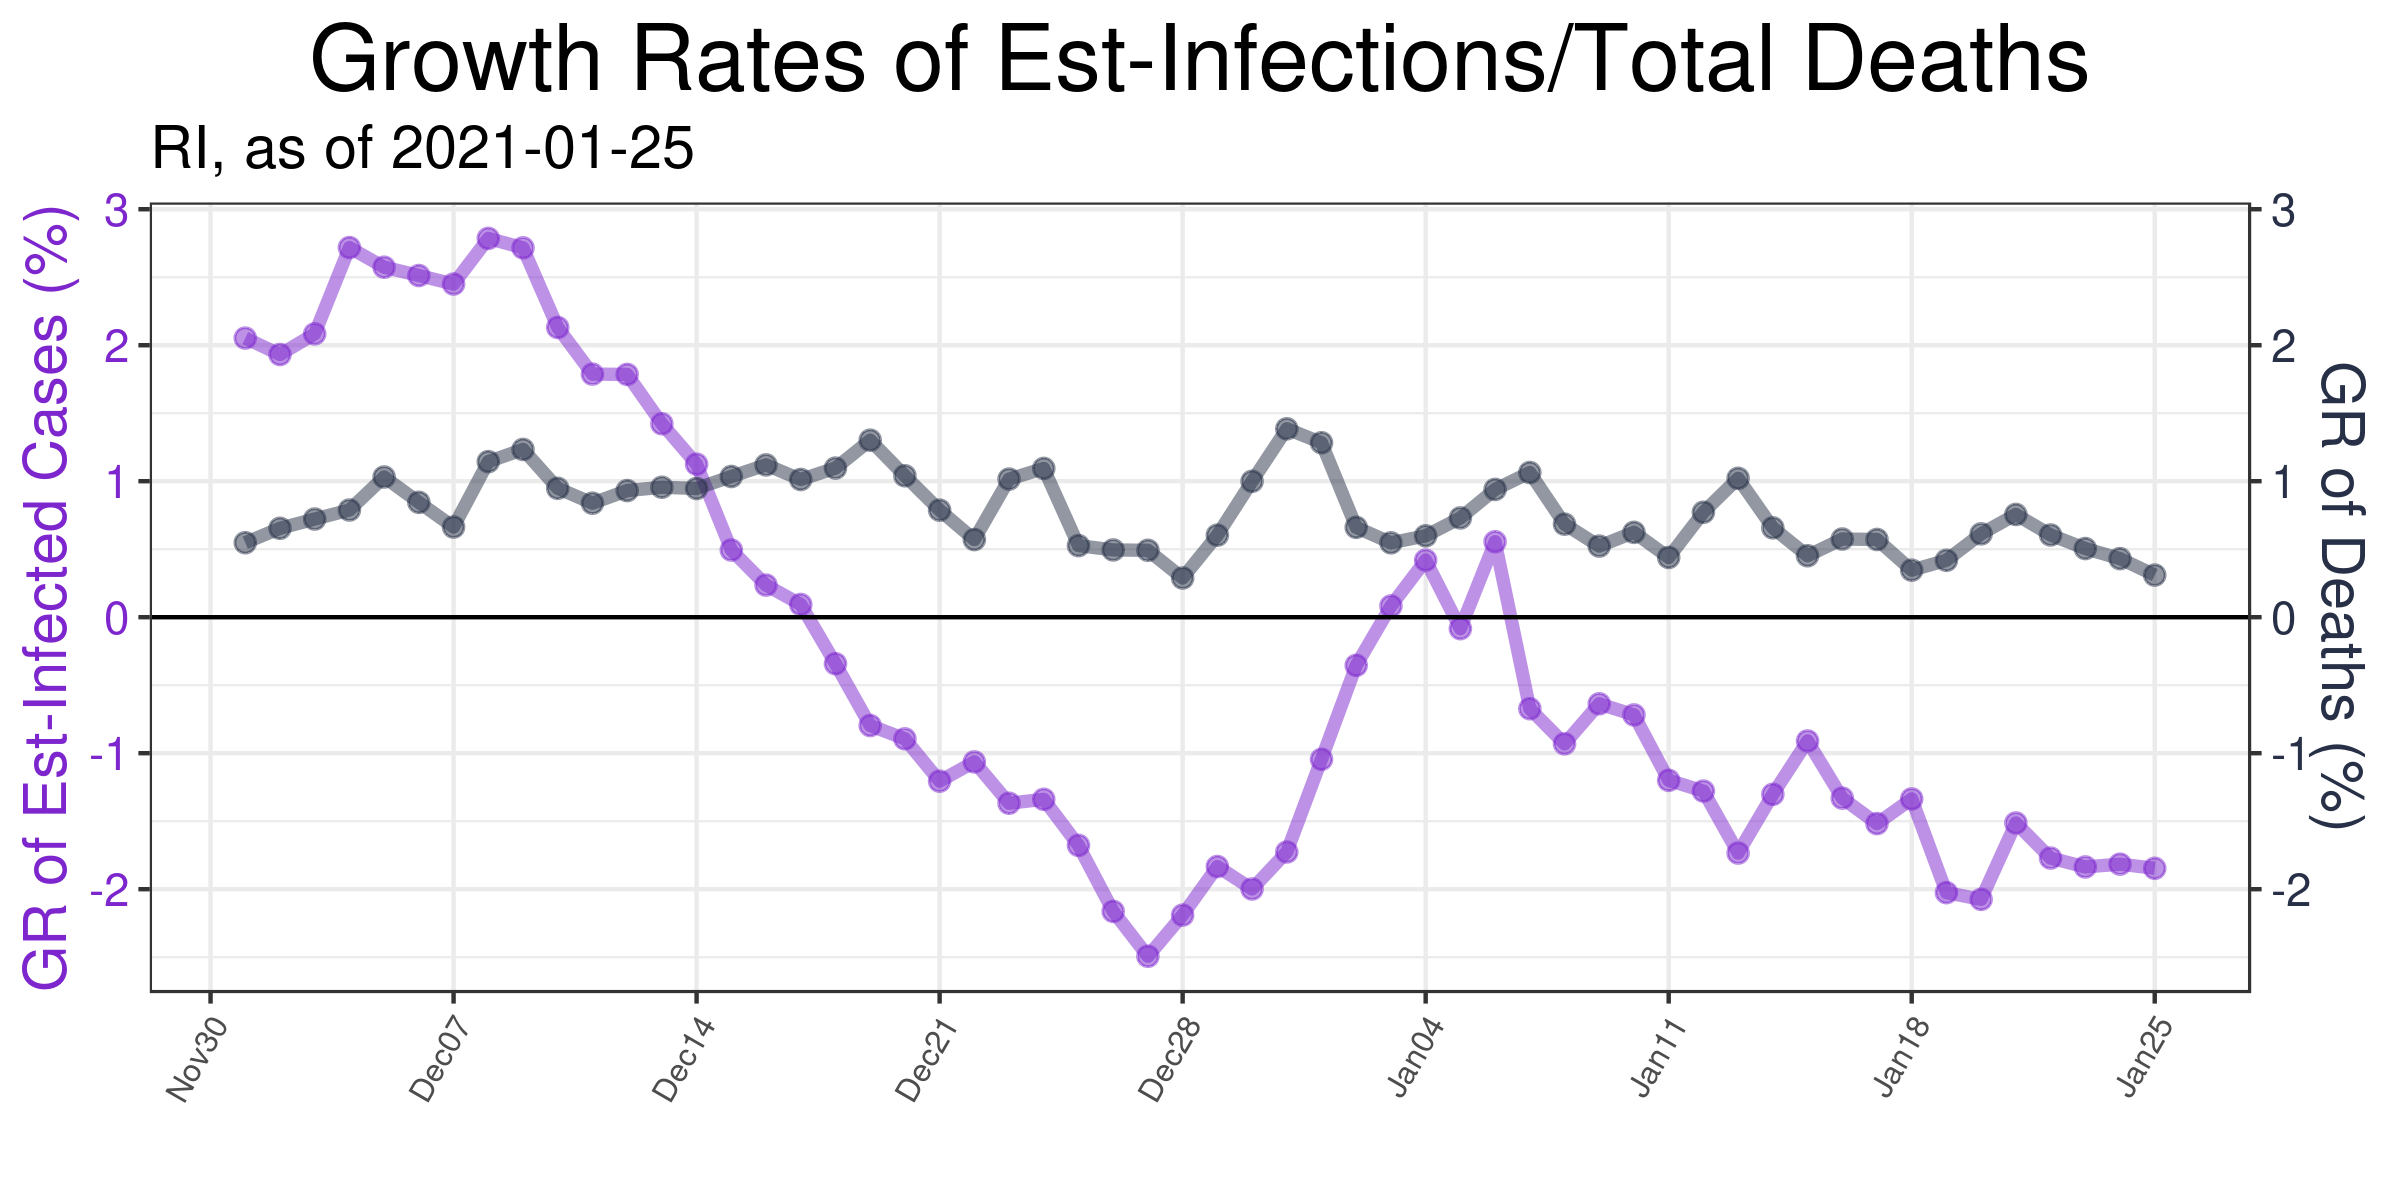 Growth Rates of Est-Infections/Total Deaths
RI, as of 2021-01-25
GR of Est-Infected Cases (%)
3
2
1
0
-1
-2
3
2
1
0
-1
-2
GR of Deaths (%)
Nov30
Dec07
Dec14
Dec21
Dec28
Jan04
Jan11
Jan18
Jan25